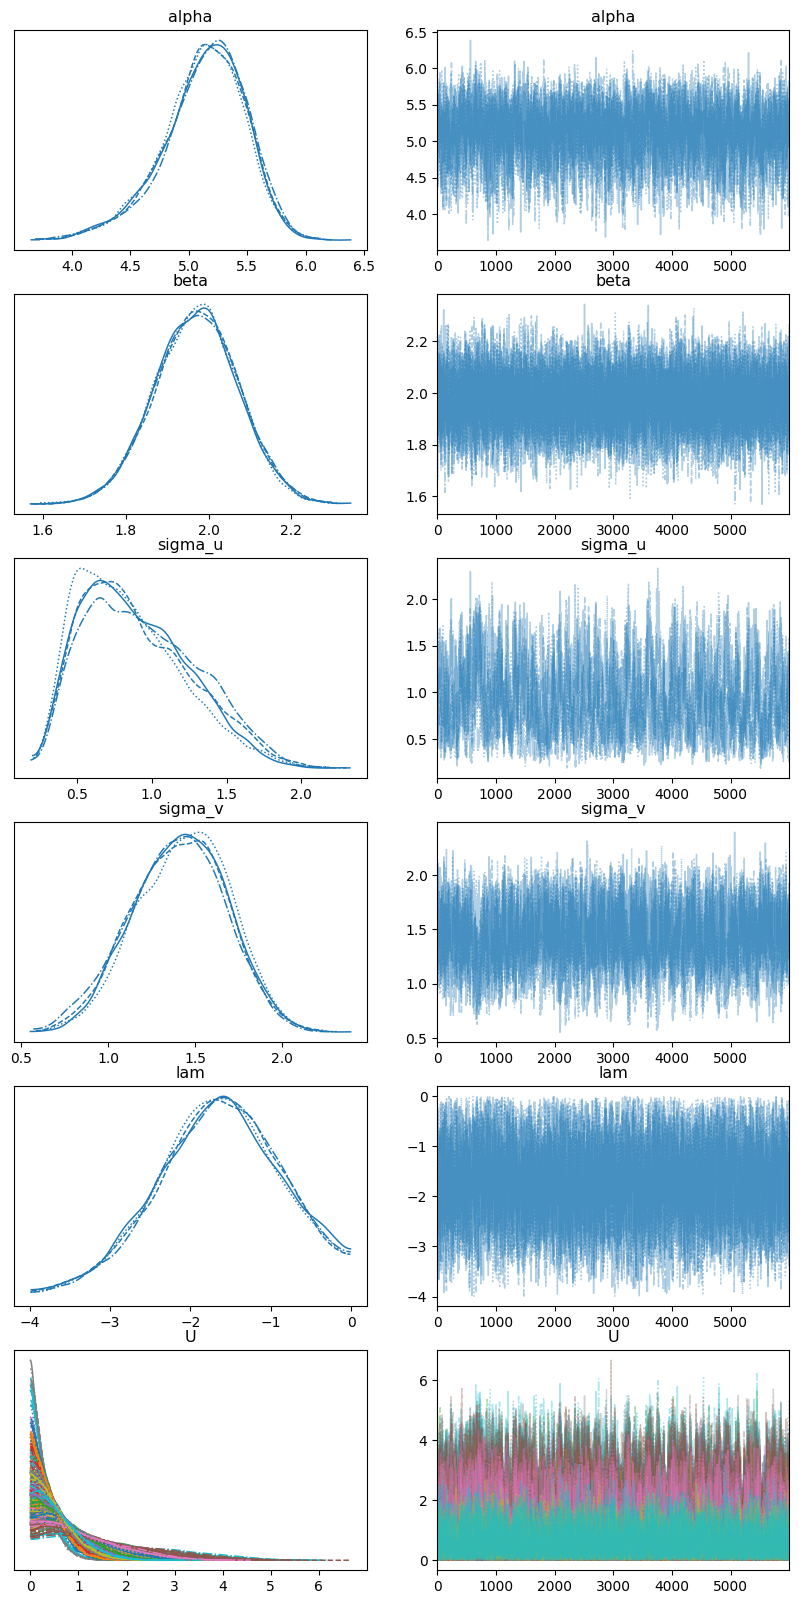 alpha
alpha
6.5
6.0
5.5
5.0
4.5
4.0
4.0 4.5 5.0 5.5 6.0 6.5
0 1000 2000 3000 4000 5000
beta
beta
2.2
2.0
1.8
1.6
1.6 1.8 2.0 2.2
0 1000 2000 3000 4000 5000
sigma_u
sigma_u
2.0
1.5
1.0
0.5
0.5 1.0 1.5 2.0
0 1000 2000 3000 4000 5000
sigma_v
sigma_v
2.0
1.5
1.0
0.5
0.5 1.0 1.5 2.0
0 1000 2000 3000 4000 5000
lam
lam
0
−1
−2
−3
−4
−4 −3 −2 −1 0
0 1000 2000 3000 4000 5000
U
U
6
4
2
0
0 1 2 3 4 5 6
0 1000 2000 3000 4000 5000